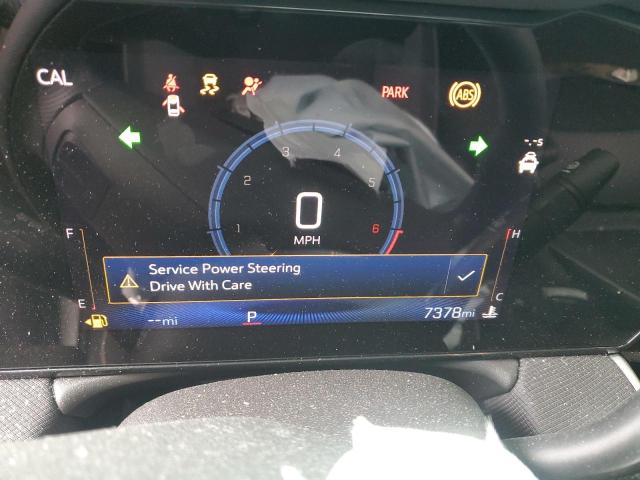 CAL
PARK
ABS
-.-s
3
4
2
5
1
6
0
MPH
F
H
Service Power Steering
Drive With Care
E
C
--mi
P
7378mi